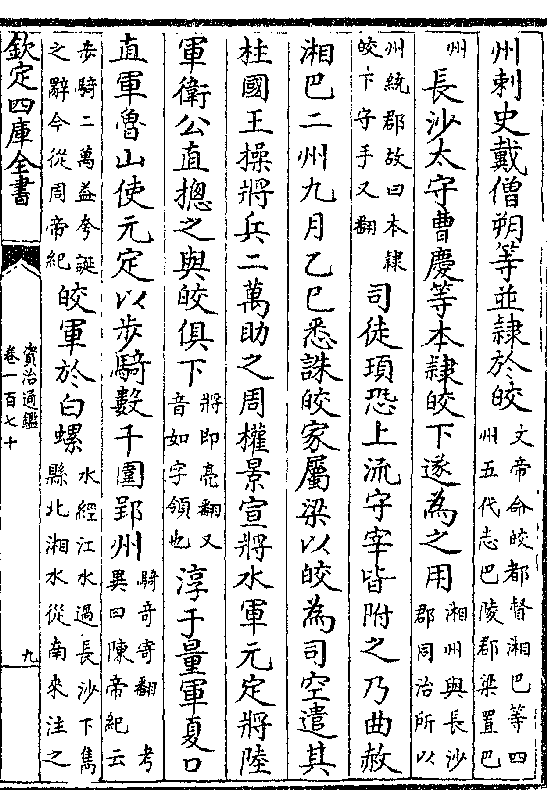 州刺史戴僧朔等並隸於皎文帝命皎都督湘巴等四
州五代志巴陵郡梁置巴
州長沙太守曹慶等本隸皎下遂為之用湘州與長沙
郡同治所以
州統郡故曰本隸
皎卞守手又翻司徒頊恐上流守宰皆附之乃曲赦
湘巴二州九月乙巳悉誅皎家屬梁以皎為司空遣其
柱國王操將兵二萬助之周權景宣將水軍元定將陸
軍衛公直摠之與皎俱下將即亮翻又
音如字領也淳于量軍夏口
直軍魯山使元定以步騎數千圍郢州騎奇寄翻考
異曰陳帝紀云
步騎二萬益考誕
之辭今從周帝紀皎軍於白螺水經江水過長沙下雋
縣北湘水從南來注之
欽定四庫全書
資治通鑑
卷一百七十
九